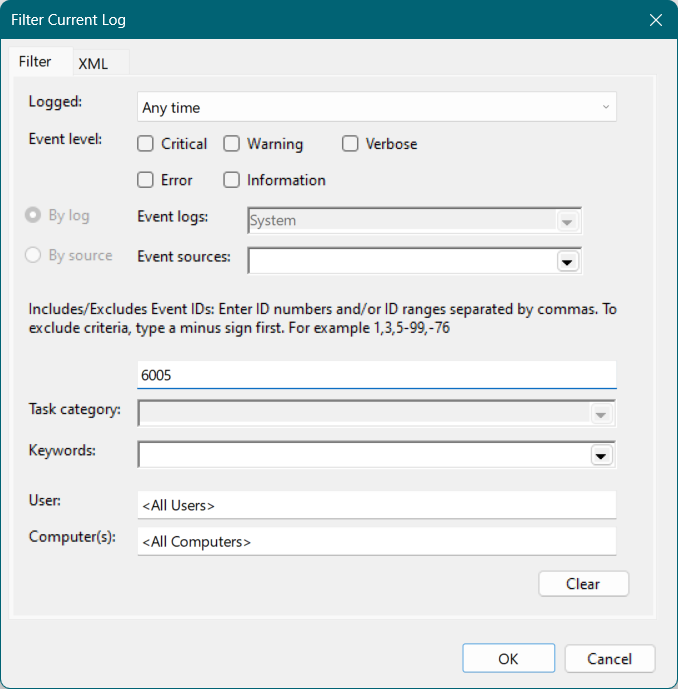 Filter Current Log
Filter
XML
Logged:
Any time
Event level:
Critical
Warning
Verbose
Error
Information
By log
Event logs:
System
By source
Event sources:
Includes/Excludes Event IDs: Enter ID numbers and/or ID ranges separated by commas. To
exclude criteria, type a minus sign first. For example 1,3,5-99,-76
6005
Task category:
Keywords:
User:
<All Users>
Computer(s):
<All Computers>
Clear
OK
Cancel